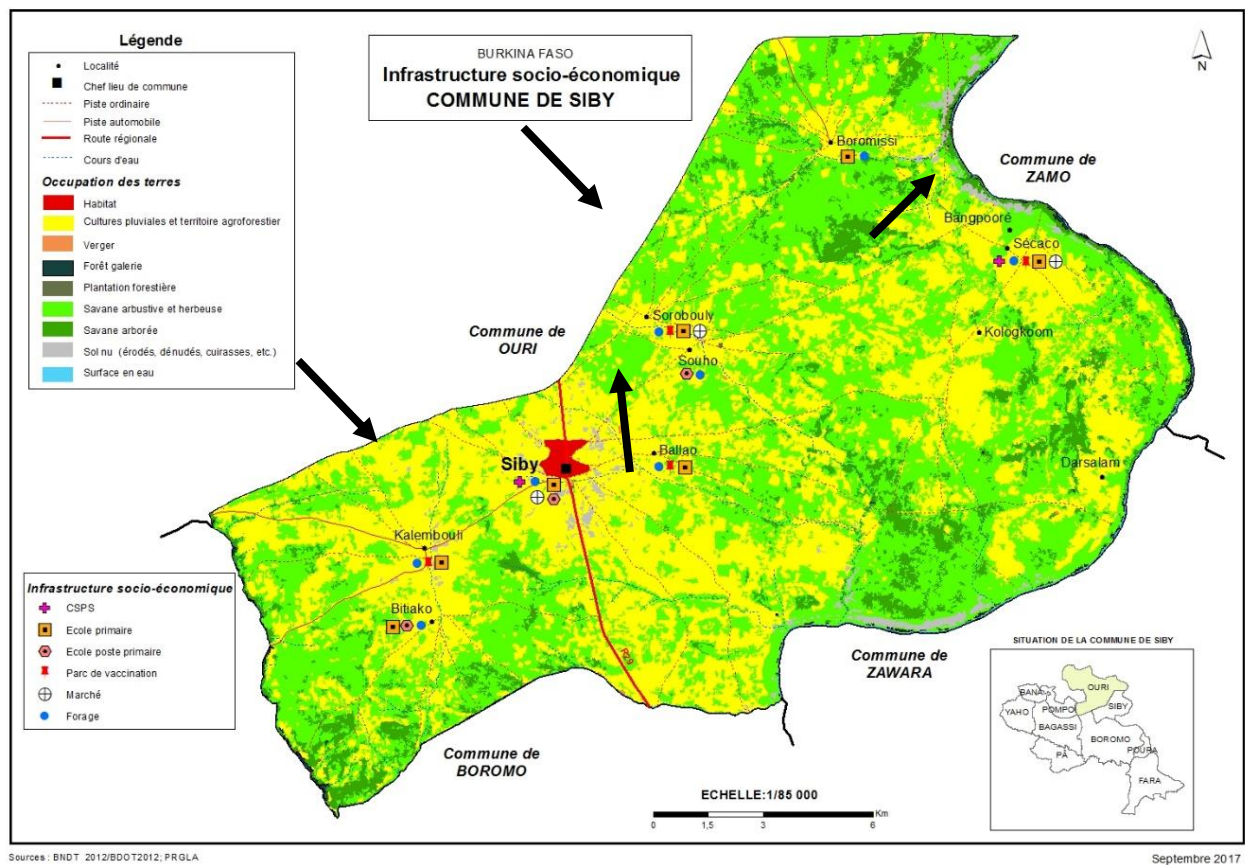 Légende
Localité
Chef lieu de commune
Piste ordinaire
Piste automobile
Route régionale
Cours d'eau
Occupation des terres
Habitat
Cultures pluviales et territoire agroforestier
Verger
Forêt galerie
Plantation forestière
Savane arbustive et herbeuse
Savane arborée
Sol nu (érodés, dénudés, cuirasses, etc.)
Surface en eau
BURKINA FASO
Infrastructure socio-économique
COMMUNE DE SIBY
N
Boromissi
Commune de
ZAMO
Bangpooré
Sécaco
Sorobouly
Kologkoom
Commune de
OURI
Souho
Siby
Ballao
Darsalam
Kalembouli
Bitiako
R29
Commune de
ZAWARA
Commune de
BOROMO
Infrastructure socio-économique
CSPS
Ecole primaire
Ecole poste primaire
Parc de vaccination
Marché
Forage
SITUATION DE LA COMMUNE DE SIBY
OURI
BANA
SIBY
YAHO
POMPOI
BAGASSI
BOROMO
PÂ
POURA
FARA
ECHELLE:1/85 000
Km
0 1,5 3 6
Sources : BNDT 2012/BDOT2012; PRGLA
Septembre 2017